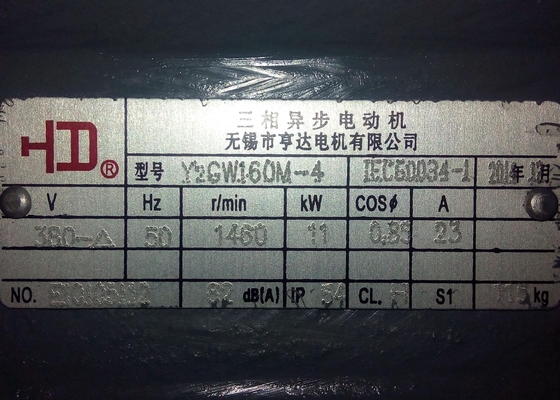 HD®
三相异步电动机
无锡市亨达电机有限公司
型号 Y2GW160M-4 IEC60034-1 年 月
V Hz r/min kW COSφ A
380-△ 50 1460 11 23
NO. dB(A) IP 54 CL. S1 kg